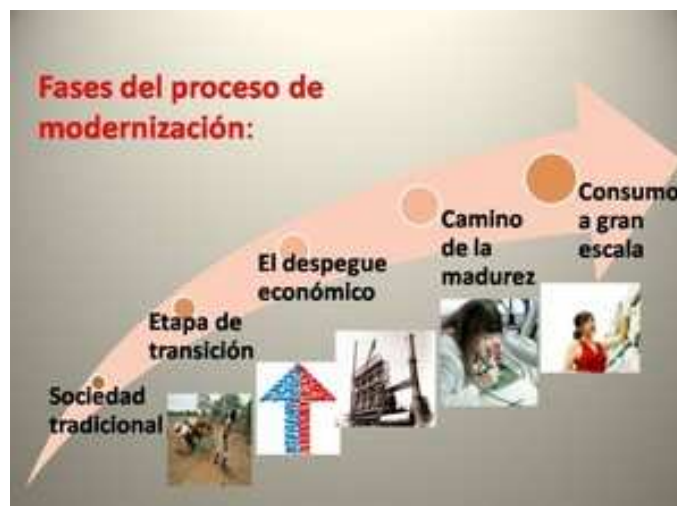 Fases del proceso de
modernización:
Sociedad
tradicional
Etapa de
transición
El despegue
económico
Camino
de la
madurez
Consumo
a gran
escala